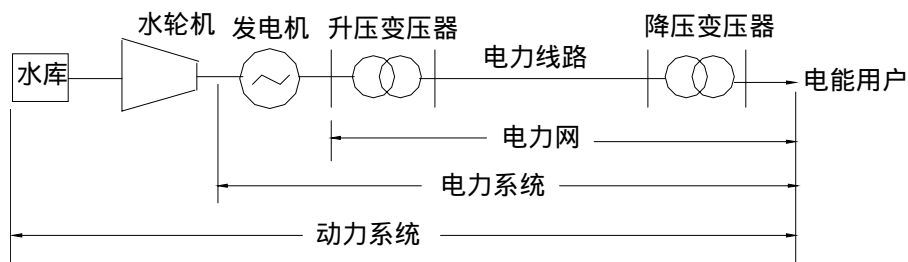 水轮机
发电机
升压变压器
降压变压器
水库
电力线路
电能用户
电力网
电力系统
动力系统